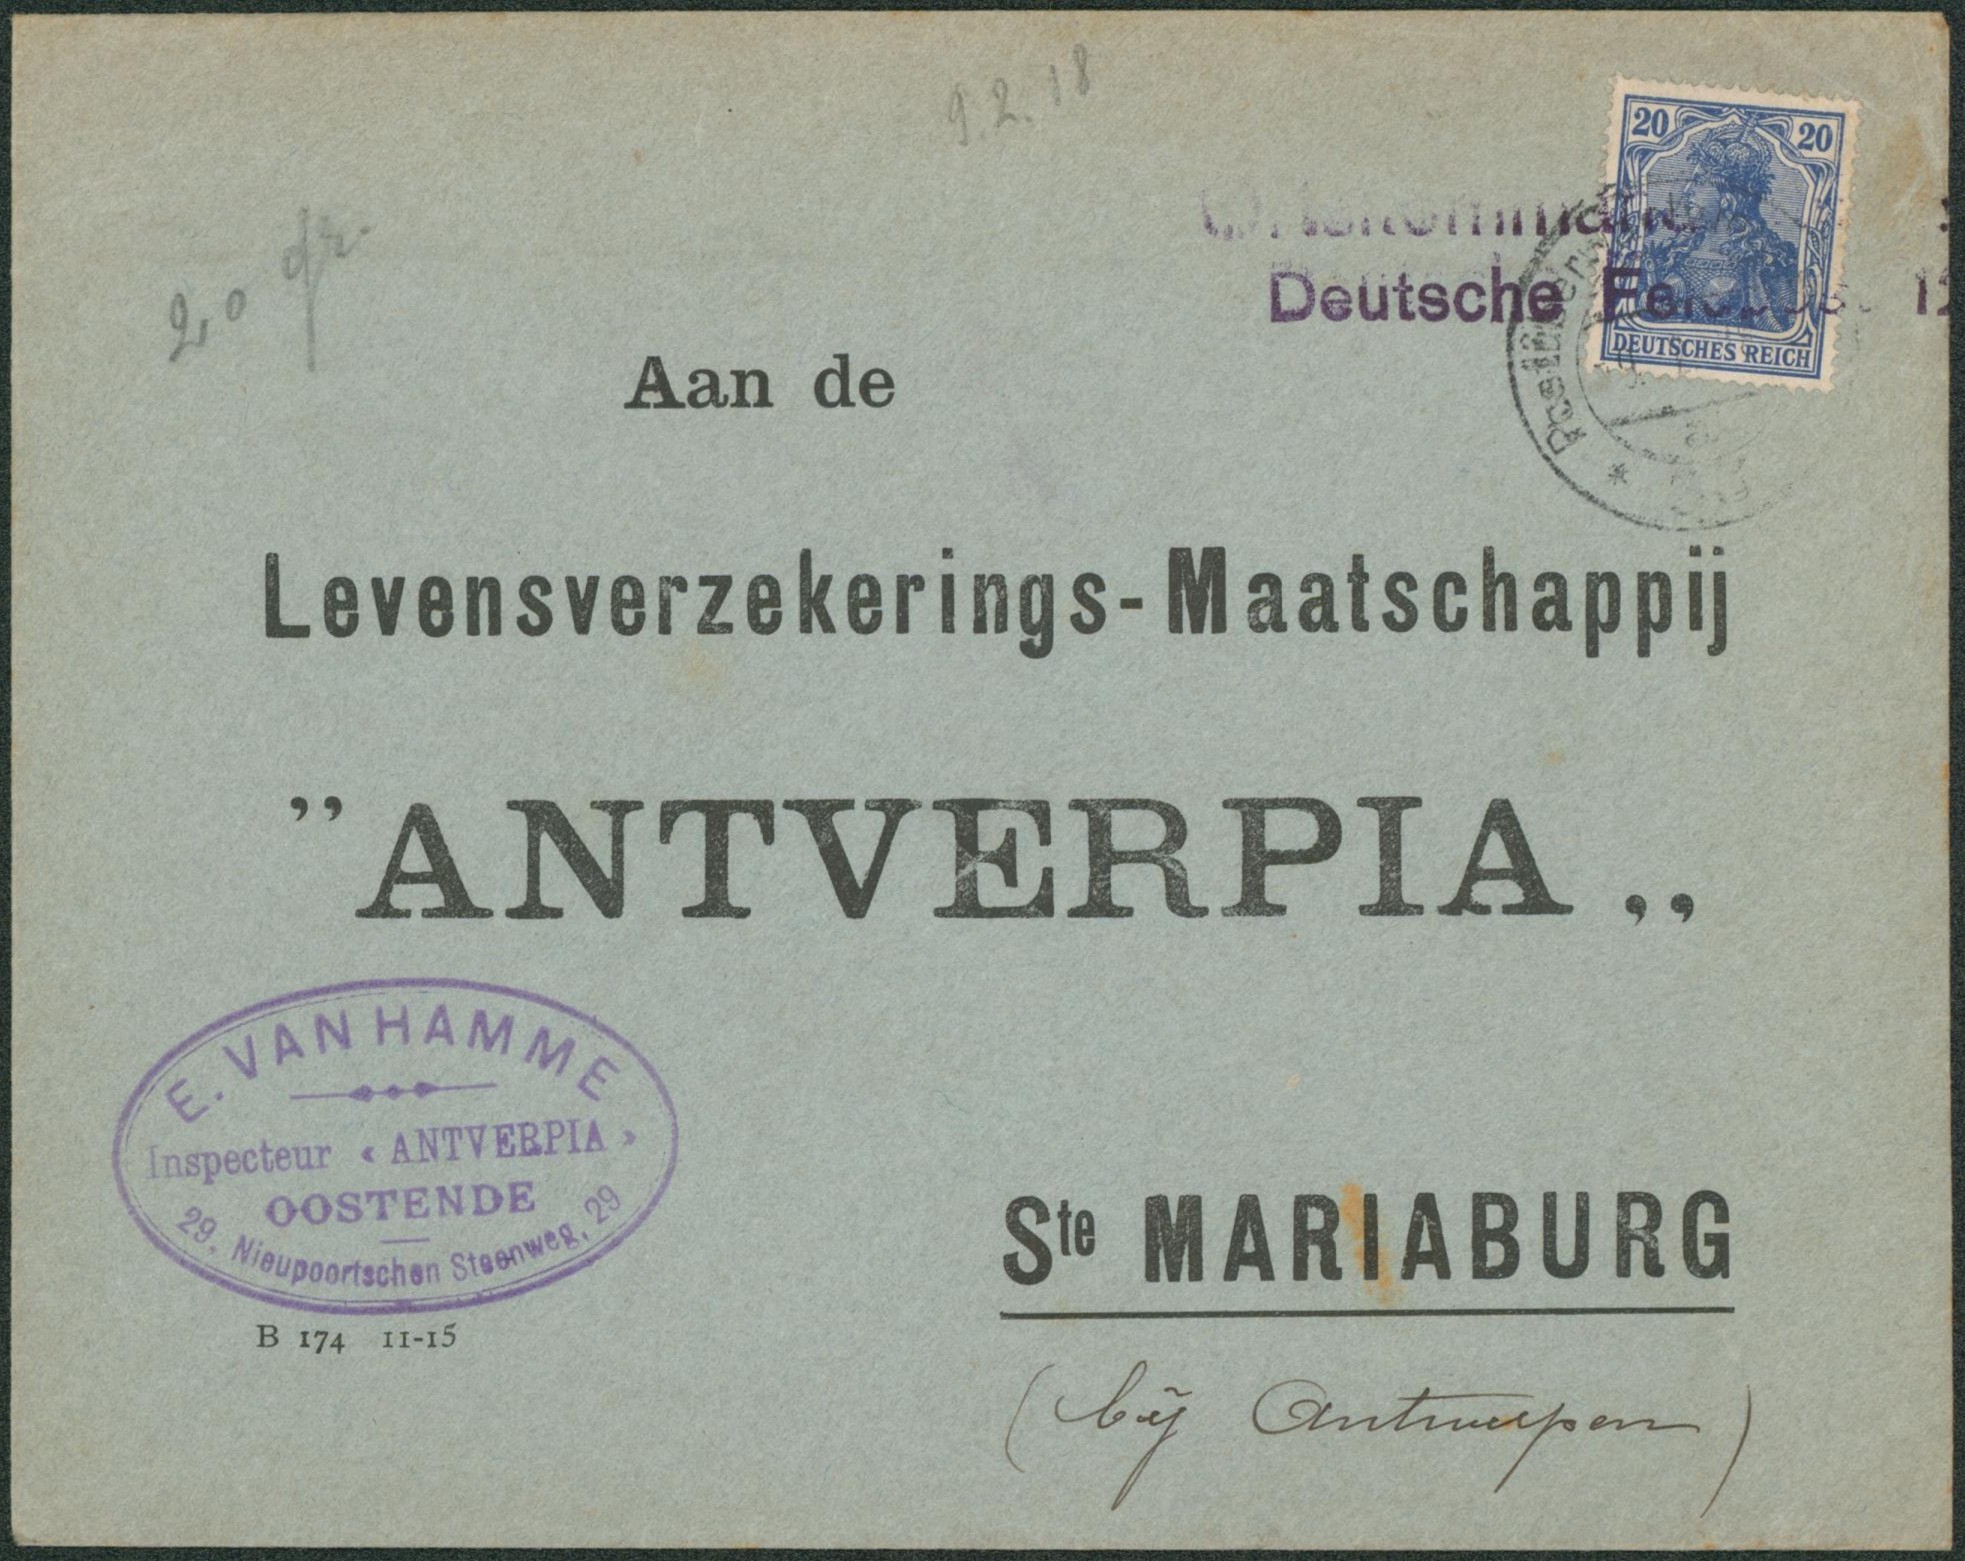 9.2.18
20 20
DEUTSCHES REICH
Deutsche
20 gr.
Aan de
Levensverzekerings-Maatschappij
"ANTVERPIA„
E. VAN HAMME
Inspecteur « ANTVERPIA »
OOSTENDE
29, Nieupoortschen Steenweg, 29
B 174 11-15
Ste MARIABURG
(bij Antwerpen)